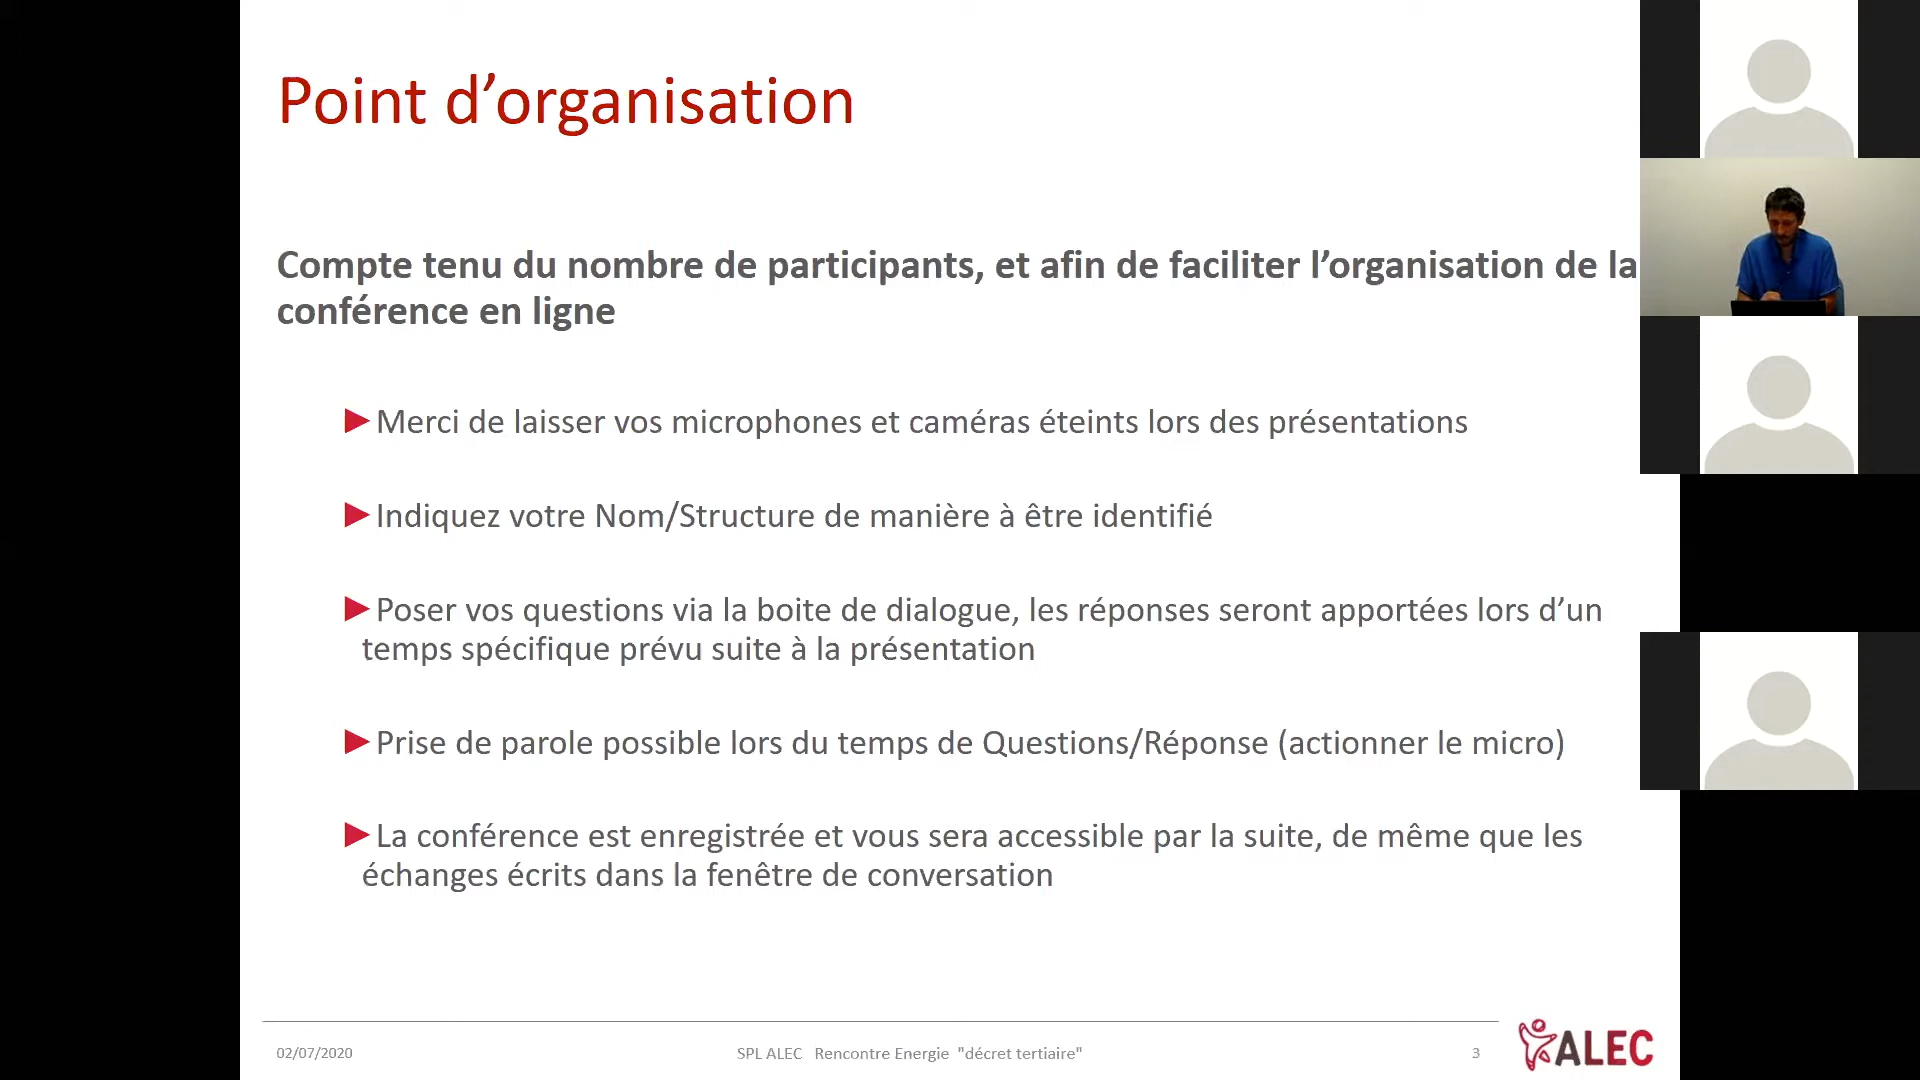 Point d’organisation
Compte tenu du nombre de participants, et afin de faciliter l’organisation de la
conférence en ligne
Merci de laisser vos microphones et caméras éteints lors des présentations
Indiquez votre Nom/Structure de manière à être identifié
Poser vos questions via la boite de dialogue, les réponses seront apportées lors d’un
temps spécifique prévu suite à la présentation
Prise de parole possible lors du temps de Questions/Réponse (actionner le micro)
La conférence est enregistrée et vous sera accessible par la suite, de même que les
échanges écrits dans la fenêtre de conversation
02/07/2020
SPL ALEC   Rencontre Energie  "décret tertiaire"
3
ALEC